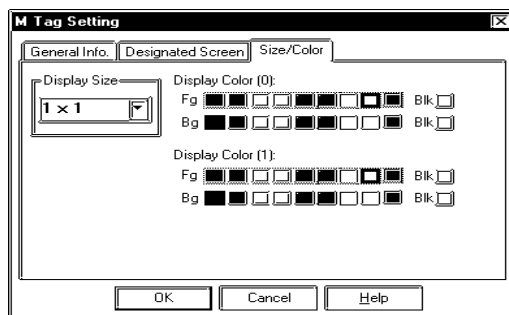 M Tag Setting
General Info. Designated Screen Size/Color
Display Size
1 x 1
Display Color (0):
Fg Blk
Bg Blk
Display Color (1):
Fg Blk
Bg Blk
OK Cancel Help